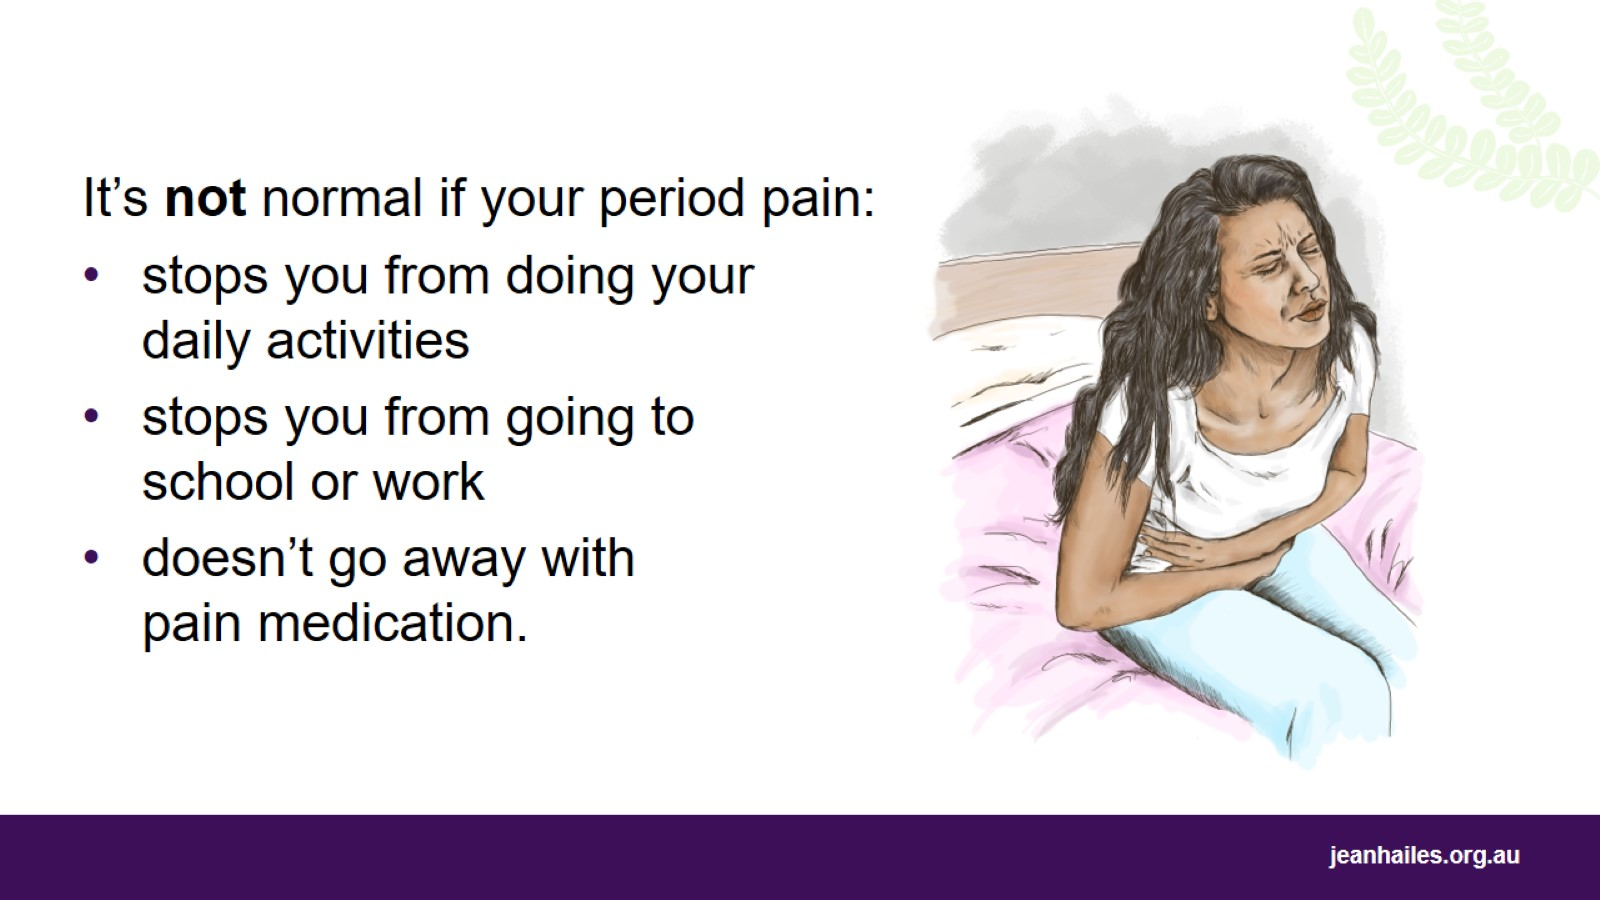 It’s not normal if your period pain:
• stops you from doing your
daily activities
• stops you from going to
school or work
• doesn’t go away with
pain medication.
jeanhailes.org.au